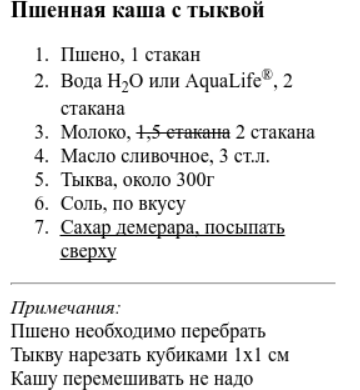 Пшенная каша с тыквой
1. Пшено, 1 стакан
2. Вода H₂O или AquaLife®, 2
стакана
3. Молоко, 1,5 стакана 2 стакана
4. Масло сливочное, 3 ст.л.
5. Тыква, около 300г
6. Соль, по вкусу
7. Сахар демерара, посыпать
сверху
Примечания:
Пшено необходимо перебрать
Тыкву нарезать кубиками 1x1 см
Кашу перемешивать не надо